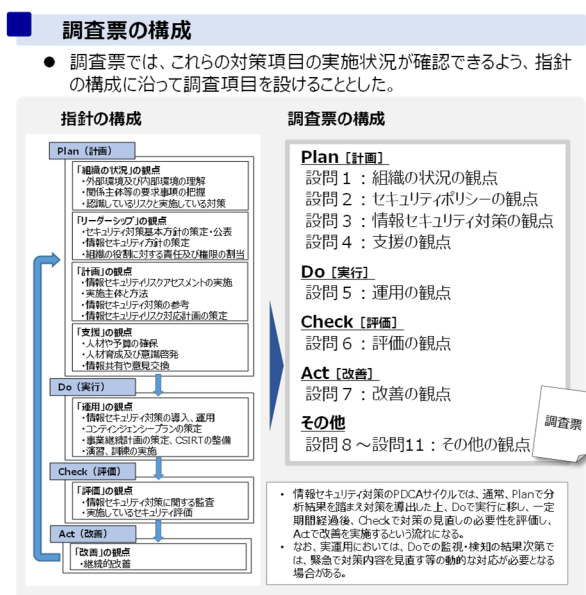 調査票の構成
● 調査票では、これらの対策項目の実施状況が確認できるよう、指針
の構成に沿って調査項目を設けることとした。
指針の構成
Plan（計画）
「組織の状況」の観点
・外部環境及び内部環境の理解
・関係主体等の要求事項の把握
・認識しているリスクと実施している対策
「リーダーシップ」の観点
・セキュリティ対策基本方針の策定・公表
・情報セキュリティ方針の策定
・組織の役割に対する責任及び権限の割当
「計画」の観点
・情報セキュリティリスクアセスメントの実施
・実施主体と方法
・情報セキュリティ対策の参考
・情報セキュリティリスク対応計画の策定
「支援」の観点
・人材や予算の確保
・人材育成及び意識啓発
・情報共有や意見交換
Do（実行）
「運用」の観点
・情報セキュリティ対策の導入、運用
・コンティンジェンシープランの策定
・事業継続計画の策定、CSIRTの整備
・演習、訓練の実施
Check（評価）
「評価」の観点
・情報セキュリティ対策に関する監査
・実施しているセキュリティ評価
Act（改善）
「改善」の観点
・継続的改善
調査票の構成
Plan［計画］
設問１：組織の状況の観点
設問２：セキュリティポリシーの観点
設問３：情報セキュリティ対策の観点
設問４：支援の観点
Do［実行］
設問５：運用の観点
Check［評価］
設問６：評価の観点
Act［改善］
設問７：改善の観点
その他
設問８～設問11：その他の観点
調査票
• 情報セキュリティ対策のPDCAサイクルでは、通常、Planで分
析結果を踏まえ対策を導出した上、Doで実行に移し、一定
期間経過後、Checkで対策の見直しの必要性を評価し、
Actで改善を実施するという流れになる。
• なお、実運用においては、Doでの監視・検知の結果次第で
は、緊急で対策内容を見直す等の動的な対応が必要となる
場合がある。